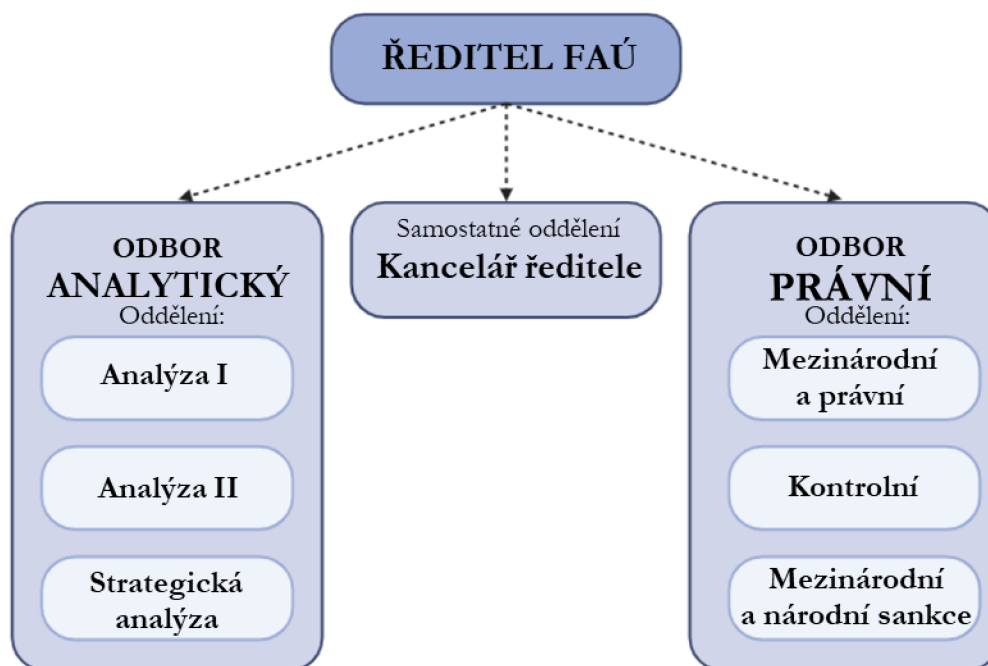 ŘEDITEL FAÚ
ODBOR
ANALYTICKÝ
Oddělení:
Analýza I
Analýza II
Strategická
analýza
Samostatné oddělení
Kancelář ředitele
ODBOR
PRÁVNÍ
Oddělení:
Mezinárodní
a právní
Kontrolní
Mezinárodní
a národní sankce